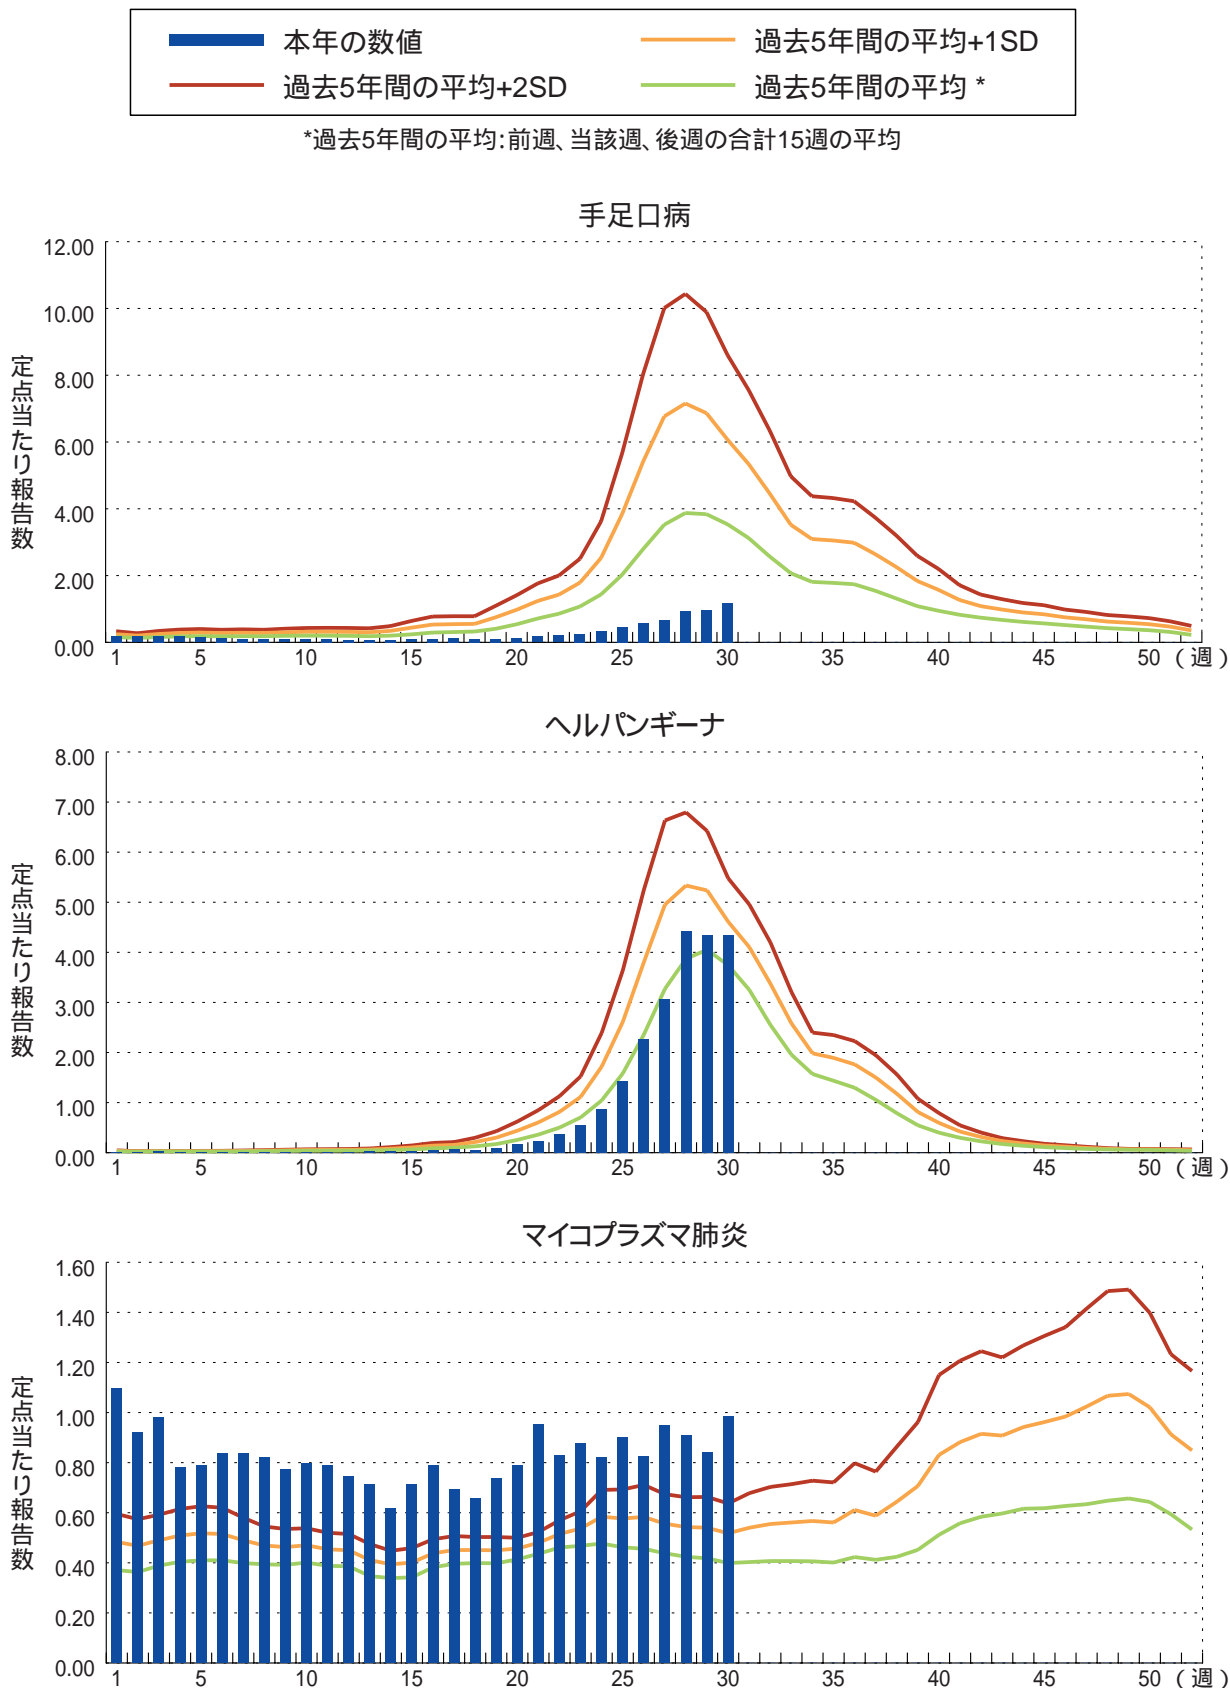 本年の数値
過去5年間の平均+1SD
過去5年間の平均+2SD
過去5年間の平均 *
*過去5年間の平均:前週、当該週、後週の合計15週の平均
手足口病
定点当たり報告数
12.00
10.00
8.00
6.00
4.00
2.00
0.00
1 5 10 15 20 25 30 35 40 45 50 (週)
ヘルパンギーナ
定点当たり報告数
8.00
7.00
6.00
5.00
4.00
3.00
2.00
1.00
0.00
1 5 10 15 20 25 30 35 40 45 50 (週)
マイコプラズマ肺炎
定点当たり報告数
1.60
1.40
1.20
1.00
0.80
0.60
0.40
0.20
0.00
1 5 10 15 20 25 30 35 40 45 50 (週)